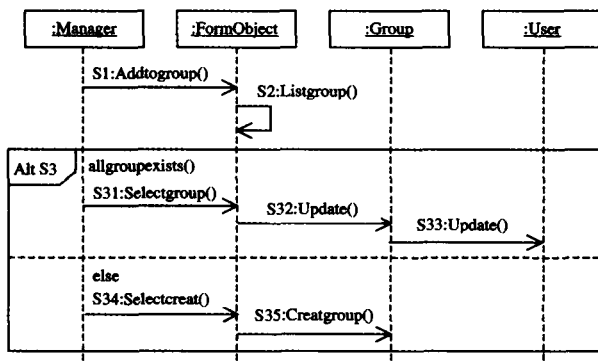 :Manager
:FormObject
:Group
:User
S1:Addtogroup()
S2:Listgroup()
Alt S3
allgroupexists()
S31:Selectgroup()
S32:Update()
S33:Update()
else
S34:Selectcreat()
S35:Creatgroup()